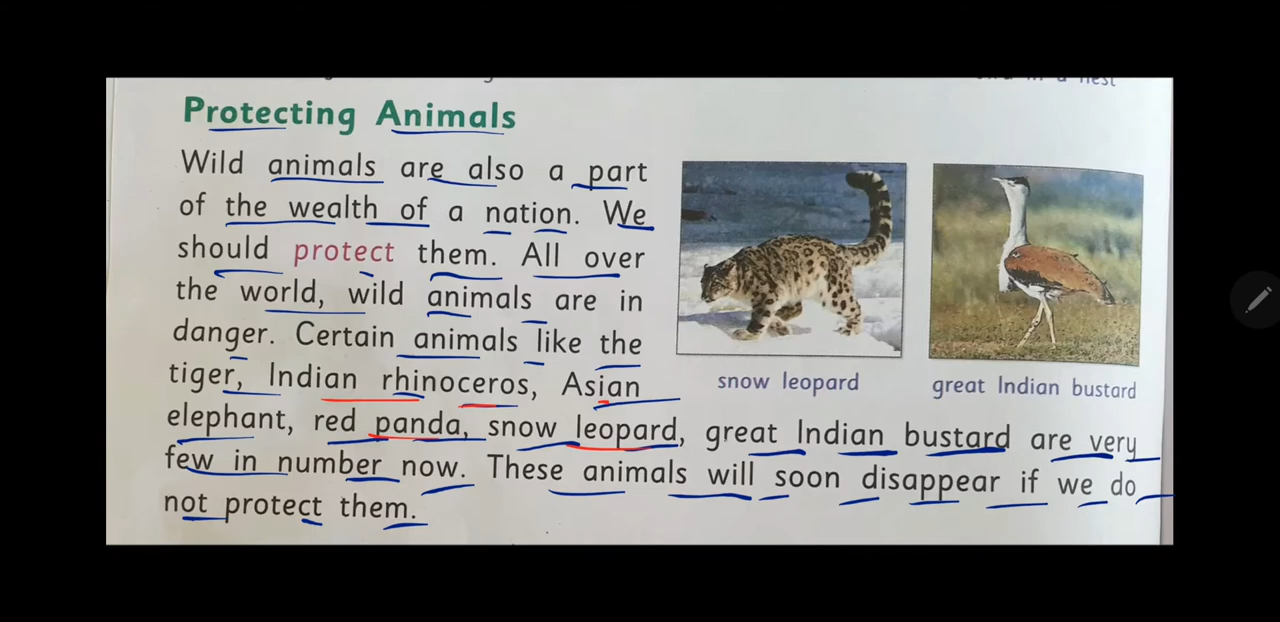 Protecting Animals
Wild animals are also a part
of the wealth of a nation. We
should protect them. All over
the world, wild animals are in
danger. Certain animals like the
tiger, Indian rhinoceros, Asian
elephant, red panda, snow leopard, great Indian bustard are very
few in number now. These animals will soon disappear if we do
not protect them.
snow leopard
great Indian bustard